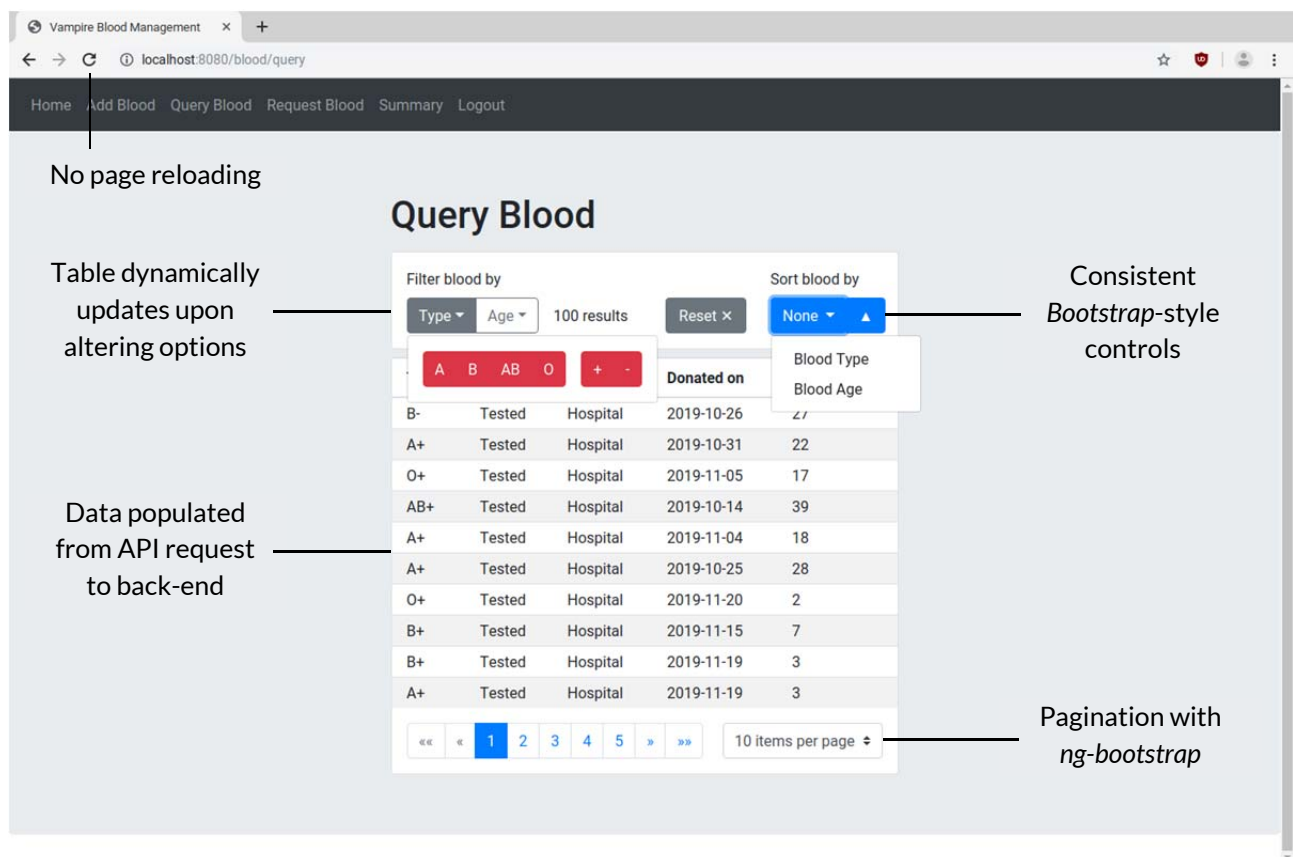 Vampire Blood Management × +
localhost:8080/blood/query
Home Add Blood Query Blood Request Blood Summary Logout
No page reloading
Query Blood
Table dynamically
updates upon
altering options
Filter blood by
Sort blood by
Type Age 100 results Reset × None ▲
Consistent
Bootstrap-style
controls
A B AB O + -
Blood Type
Blood Age
Donated on
B- Tested Hospital 2019-10-26 27
A+ Tested Hospital 2019-10-31 22
O+ Tested Hospital 2019-11-05 17
AB+ Tested Hospital 2019-10-14 39
A+ Tested Hospital 2019-11-04 18
A+ Tested Hospital 2019-10-25 28
O+ Tested Hospital 2019-11-20 2
B+ Tested Hospital 2019-11-15 7
B+ Tested Hospital 2019-11-19 3
A+ Tested Hospital 2019-11-19 3
Data populated
from API request
to back-end
«« « 1 2 3 4 5 » »» 10 items per page
Pagination with
ng-bootstrap